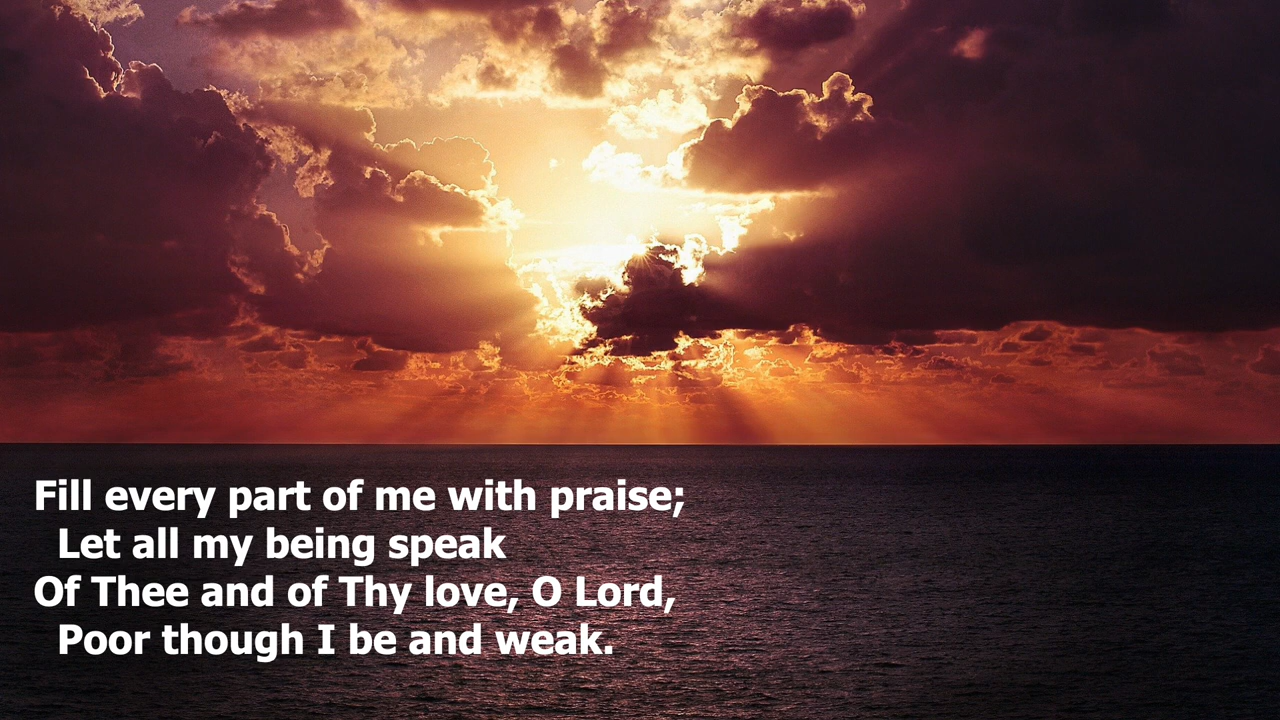 Fill every part of me with praise;
Let all my being speak
Of Thee and of Thy love, O Lord,
Poor though I be and weak.